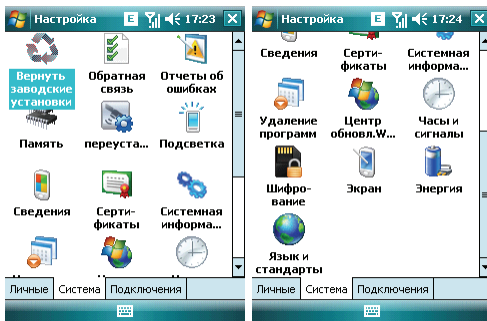 Настройка E 17:23
Вернуть заводские установки
Обратная связь
Отчеты об ошибках
Память
переуста...
Подсветка
Сведения
Серти-
фикаты
Системная
информа...
Личные Система Подключения
Настройка E 17:24
Сведения
Серти-
фикаты
Системная
информа...
Удаление
программ
Центр
обновл.W...
Часы и
сигналы
Шифро-
вание
Экран
Энергия
Язык и
стандарты
Личные Система Подключения